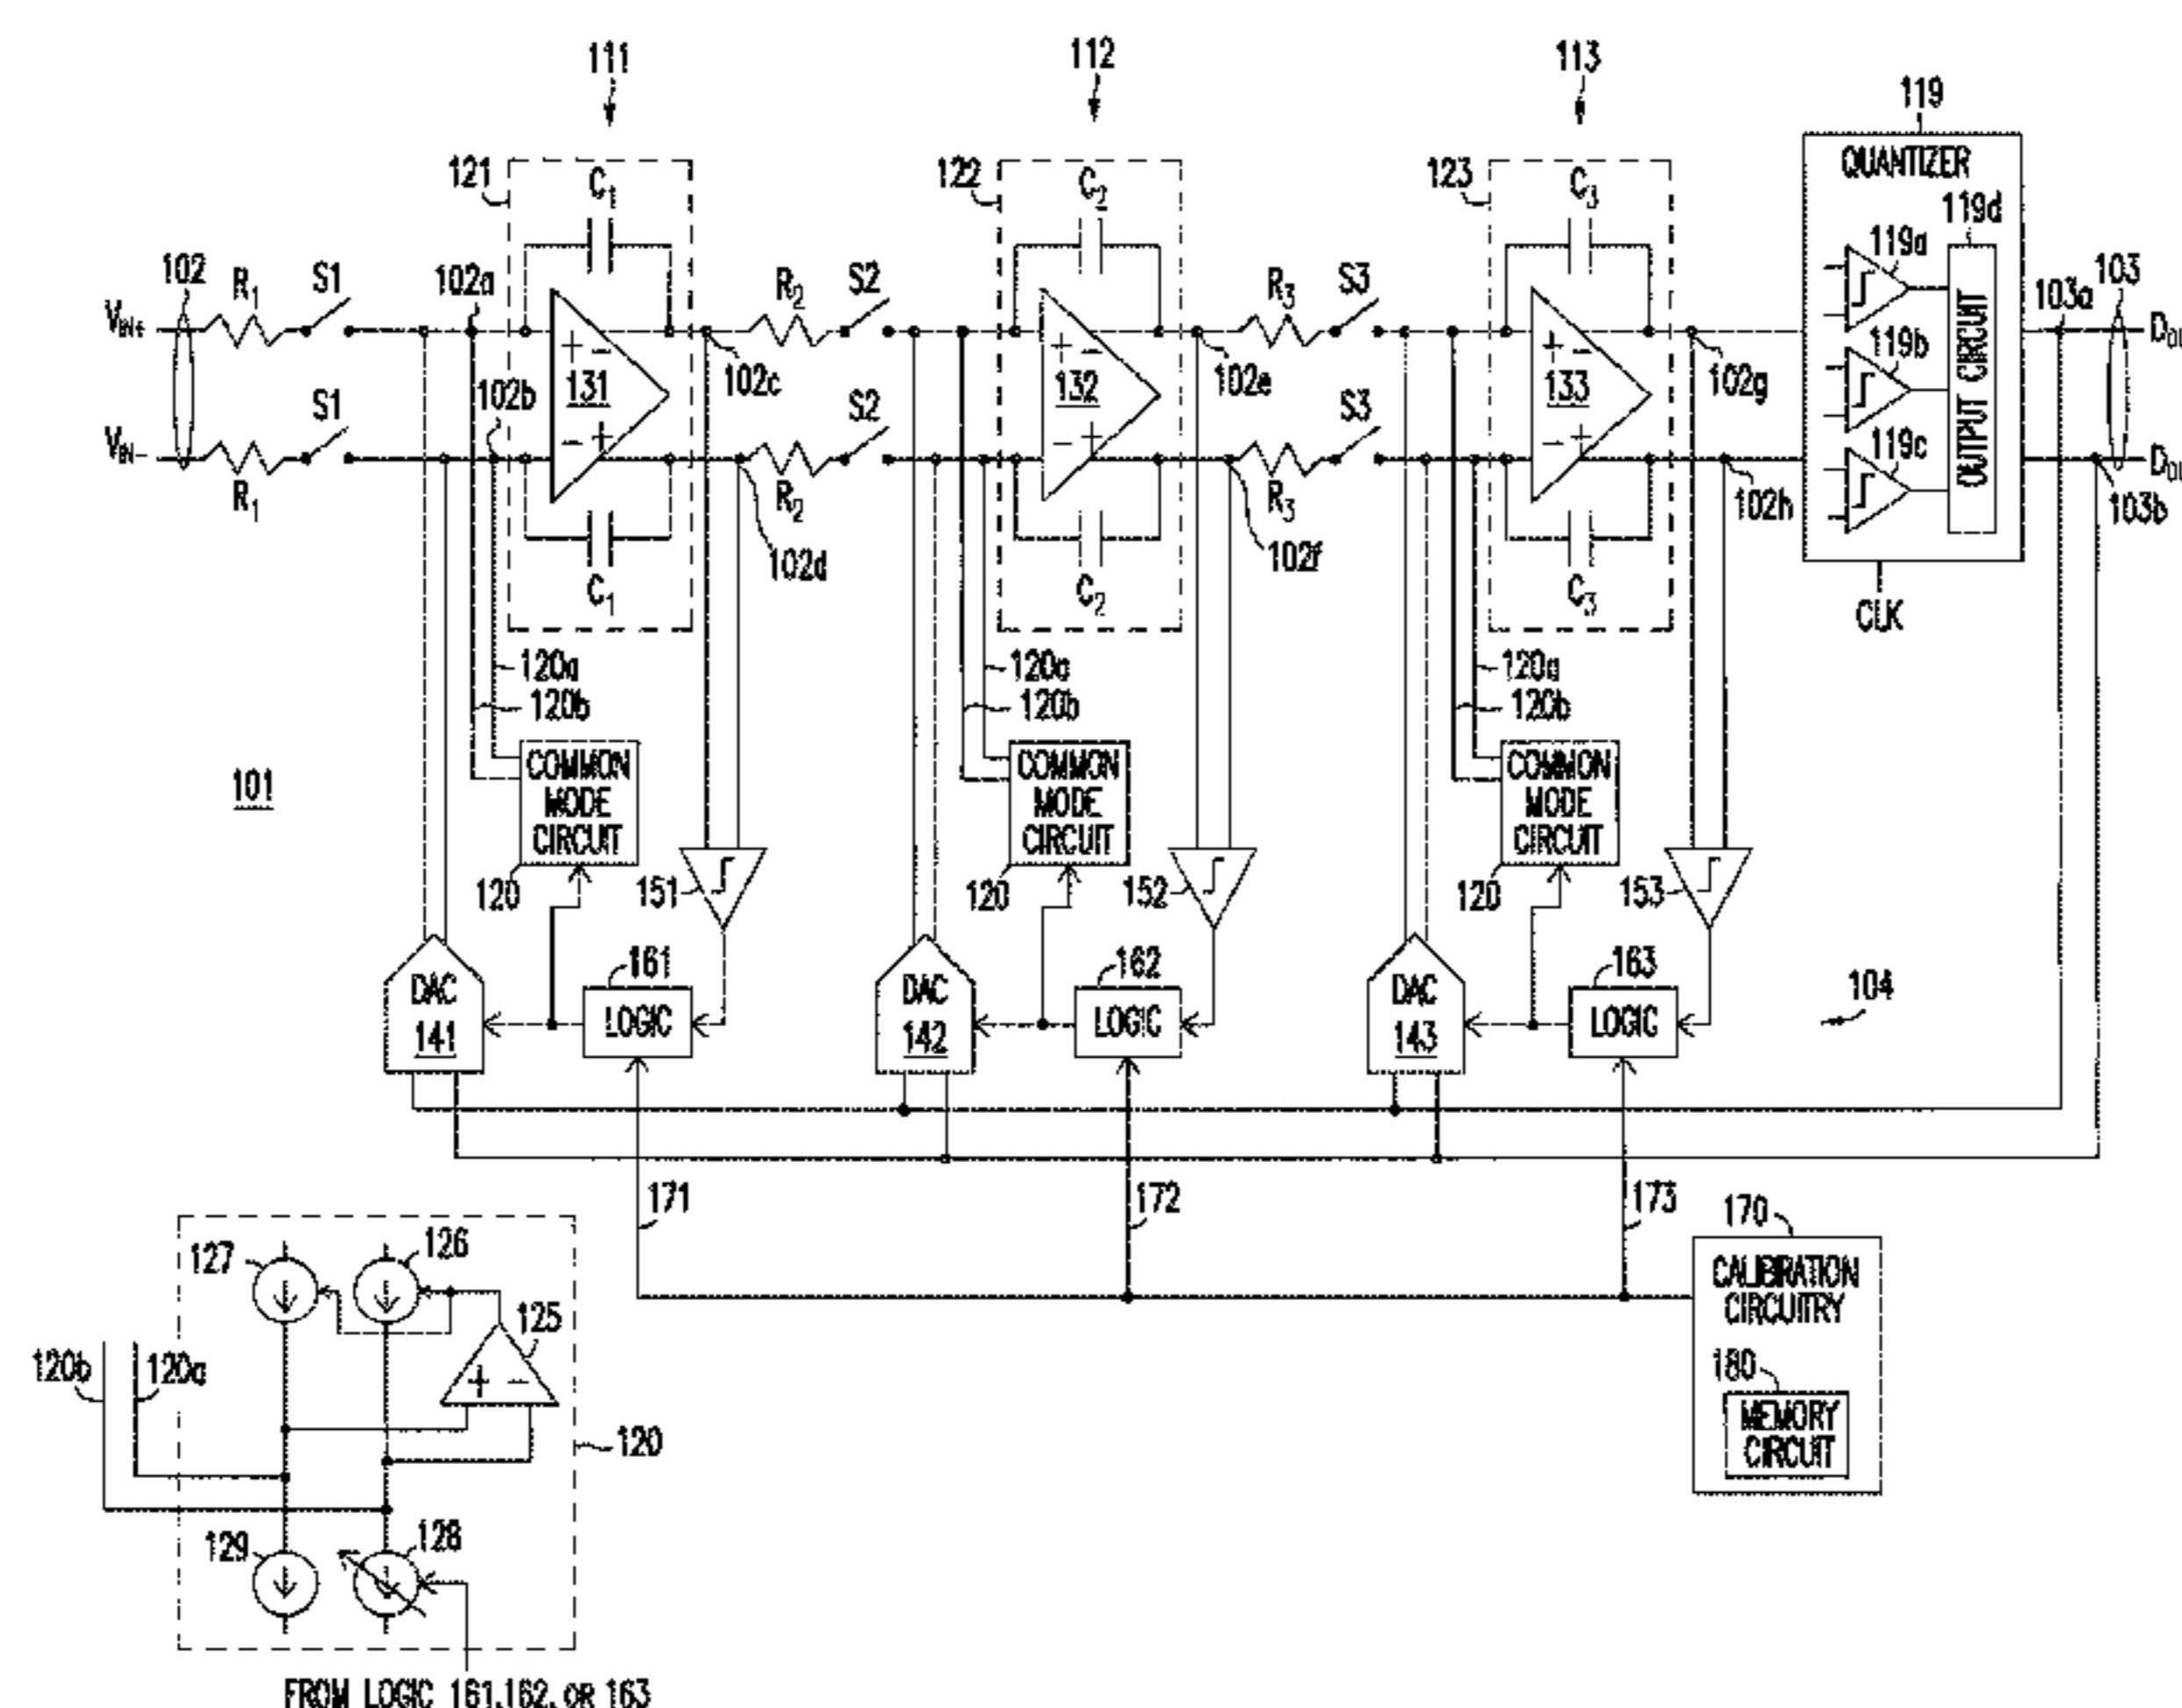 111
112
113
119
121
C1
122
C2
123
C3
QUANTIZER
119d
102
R1
S1
102a
R2
S2
R3
S3
119a
103a
103
VIN+
+ −
131
102c
+ −
132
102e
+ −
133
102g
119b
OUTPUT CIRCUIT
102b
S1
S2
S3
VIN−
− +
− +
− +
119c
R1
R2
R3
102h
103b
102d
102f
C1
C2
C3
CLK
120a
120a
120a
120b
120b
120b
101
COMMON
MODE
CIRCUIT
COMMON
MODE
CIRCUIT
COMMON
MODE
CIRCUIT
120
151
120
152
120
153
161
162
163
104
DAC
141
LOGIC
DAC
142
LOGIC
DAC
143
LOGIC
171
172
173
170
127
126
CALIBRATION
CIRCUITRY
125
120b
120a
+ −
180
MEMORY
CIRCUIT
120
129
128
FROM LOGIC 161,162, OR 163